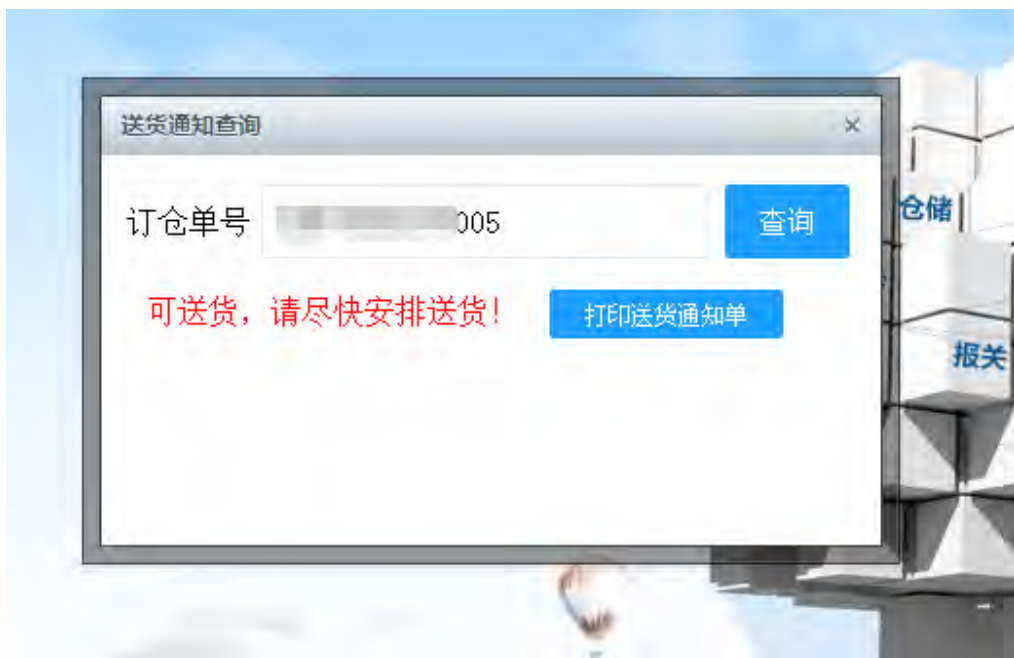 送货通知查询 ×
订仓单号 005 查询
可送货，请尽快安排送货！ 打印送货通知单
仓储
报关